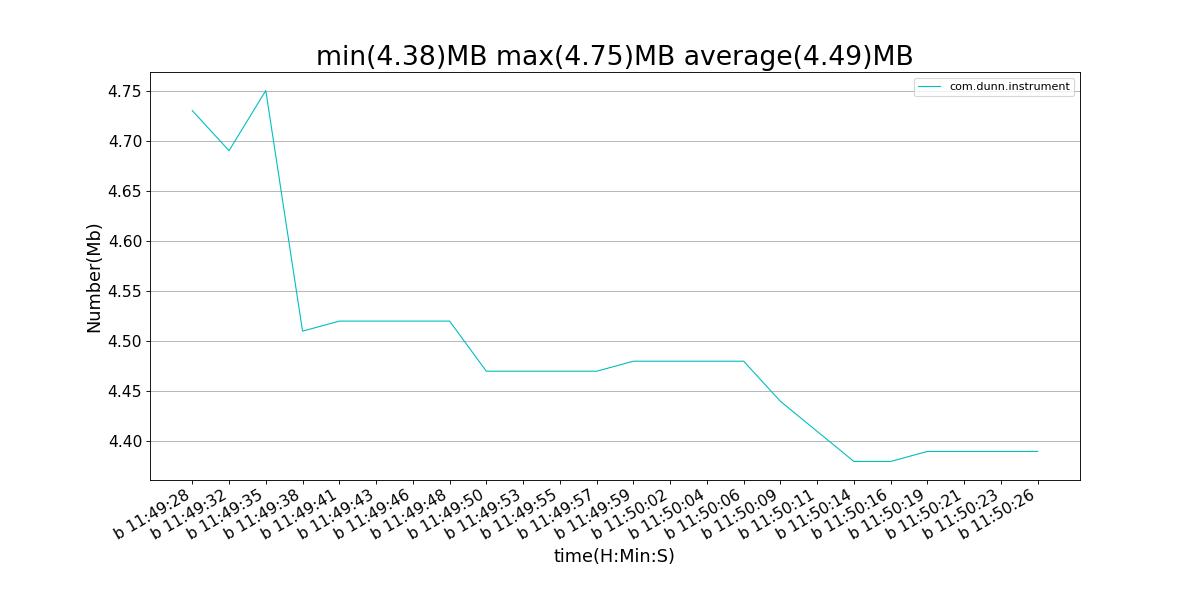 min(4.38)MB max(4.75)MB average(4.49)MB
com.dunn.instrument
Number(Mb)
4.75
4.70
4.65
4.60
4.55
4.50
4.45
4.40
b 11:49:28
b 11:49:32
b 11:49:35
b 11:49:38
b 11:49:41
b 11:49:43
b 11:49:46
b 11:49:48
b 11:49:50
b 11:49:53
b 11:49:55
b 11:49:57
b 11:49:59
b 11:50:02
b 11:50:04
b 11:50:06
b 11:50:09
b 11:50:11
b 11:50:14
b 11:50:16
b 11:50:19
b 11:50:21
b 11:50:23
b 11:50:26
time(H:Min:S)